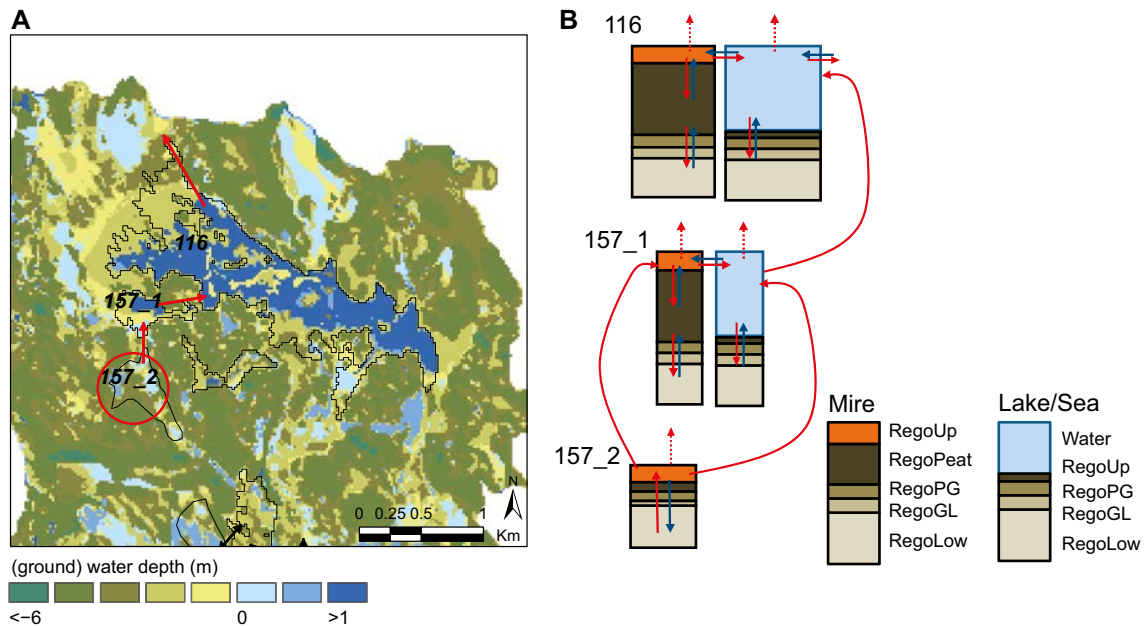 A
116
157_1
157_2
N
0 0.25 0.5 1
Km
(ground) water depth (m)
<−6 0 >1
B
116
157_1
157_2
Mire
RegoUp
RegoPeat
RegoPG
RegoGL
RegoLow
Lake/Sea
Water
RegoUp
RegoPG
RegoGL
RegoLow